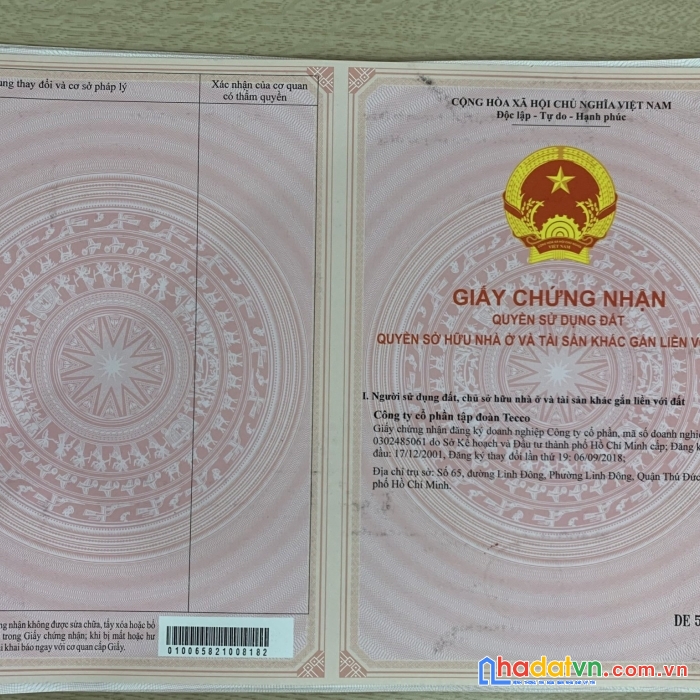 ung thay đổi và cơ sở pháp lý
Xác nhận của cơ quan
có thẩm quyền
ng nhận không được sửa chữa, tẩy xóa hoặc bổ
trong Giấy chứng nhận; khi bị mất hoặc hư
i khai báo ngay với cơ quan cấp Giấy.
010065821008182
CỘNG HÒA XÃ HỘI CHỦ NGHĨA VIỆT NAM
Độc lập - Tự do - Hạnh phúc
VIỆT NAM
GIẤY CHỨNG NHẬN
QUYỀN SỬ DỤNG ĐẤT
QUYỀN SỞ HỮU NHÀ Ở VÀ TÀI SẢN KHÁC GẮN LIỀN V
I. Người sử dụng đất, chủ sở hữu nhà ở và tài sản khác gắn liền với đất
Công ty cổ phần tập đoàn Tecco
Giấy chứng nhận đăng ký doanh nghiệp Công ty cổ phần, mã số doanh nghi
0302485061 do Sở Kế hoạch và Đầu tư thành phố Hồ Chí Minh cấp; Đăng k
đầu: 17/12/2001, Đăng ký thay đổi lần thứ 19: 06/09/2018;
Địa chỉ trụ sở: Số 65, đường Linh Đông, Phường Linh Đông, Quận Thủ Đức
phố Hồ Chí Minh.
DE 5
nhadatvn.com.vn